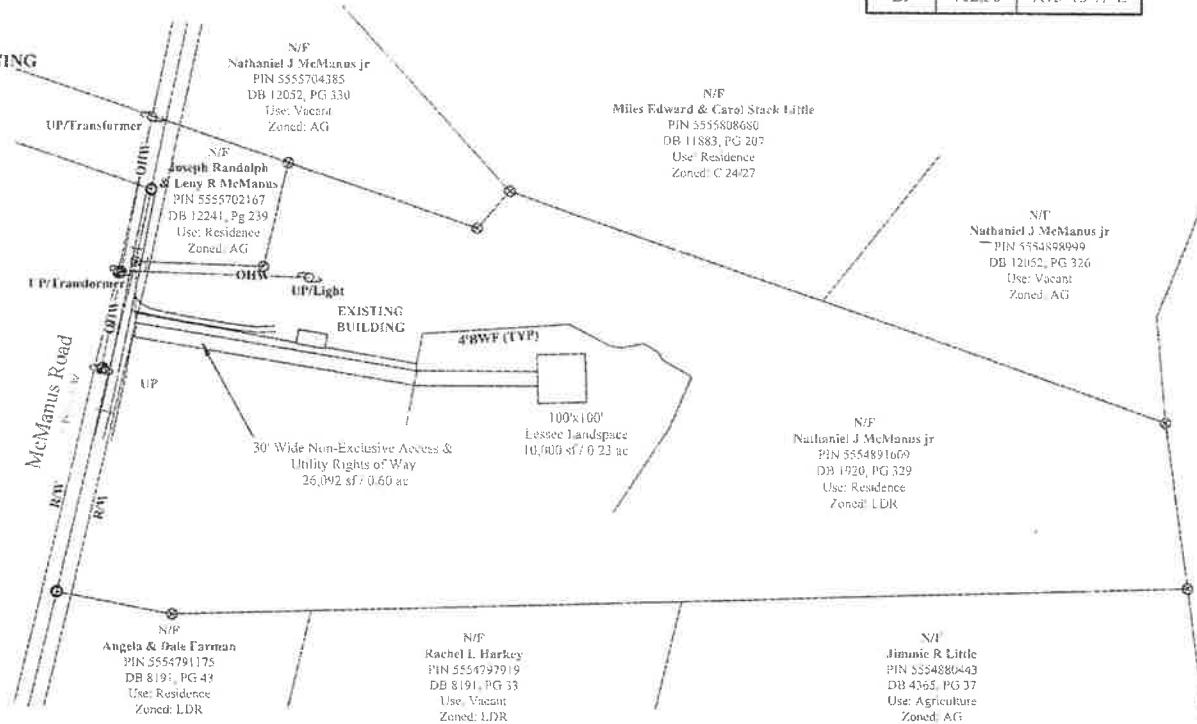 N/F
Nathaniel J McManus jr
PIN 5555704385
DB 12052, PG 330
Use: Vacant
Zoned: AG
N/F
Miles Edward & Carol Stack Little
PIN 5555808680
DB 11883, PG 207
Use: Residence
Zoned: C 24/27
UP/Transformer
OHW
N/F
Joseph Randolph
& Leny R McManus
PIN 5555702167
DB 12241, Pg 239
Use: Residence
Zoned: AG
N/F
Nathaniel J McManus jr
PIN 5554898999
DB 12052, PG 326
Use: Vacant
Zoned: AG
UP/Transformer
OHW
UP/Light
OHW
EXISTING
BUILDING
4'BWF (TYP)
McManus Road
UP
100'x100'
Lessee Landspace
10,000 sf / 0.23 ac
30' Wide Non-Exclusive Access &
Utility Rights of Way
26,092 sf / 0.60 ac
N/F
Nathaniel J McManus jr
PIN 5554891609
DB 1920, PG 329
Use: Residence
Zoned: LDR
R/W
R/W
N/F
Angela & Dale
PIN 5554791175
DB 8191, PG 43
Use: Residence
Zoned: LDR
N/F
Rachel L Harkey
PIN 5554797919
DB 8191, PG 33
Use: Vacant
Zoned: LDR
N/F
Jimmie R Little
PIN 5554880443
DB 4365, PG 37
Use: Agriculture
Zoned: AG